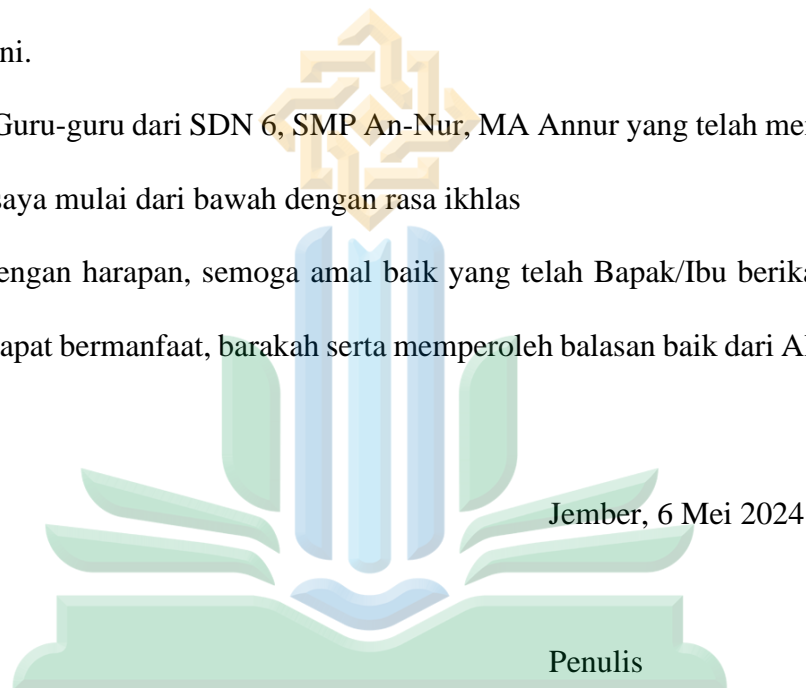 ni.
Guru-guru dari SDN 6, SMP An-Nur, MA Annur yang telah
saya mulai dari bawah dengan rasa ikhlas
engan harapan, semoga amal baik yang telah Bapak/Ibu berika
apat bermanfaat, barakah serta memperoleh balasan baik dari
Jember, 6 Mei 2024
Penulis